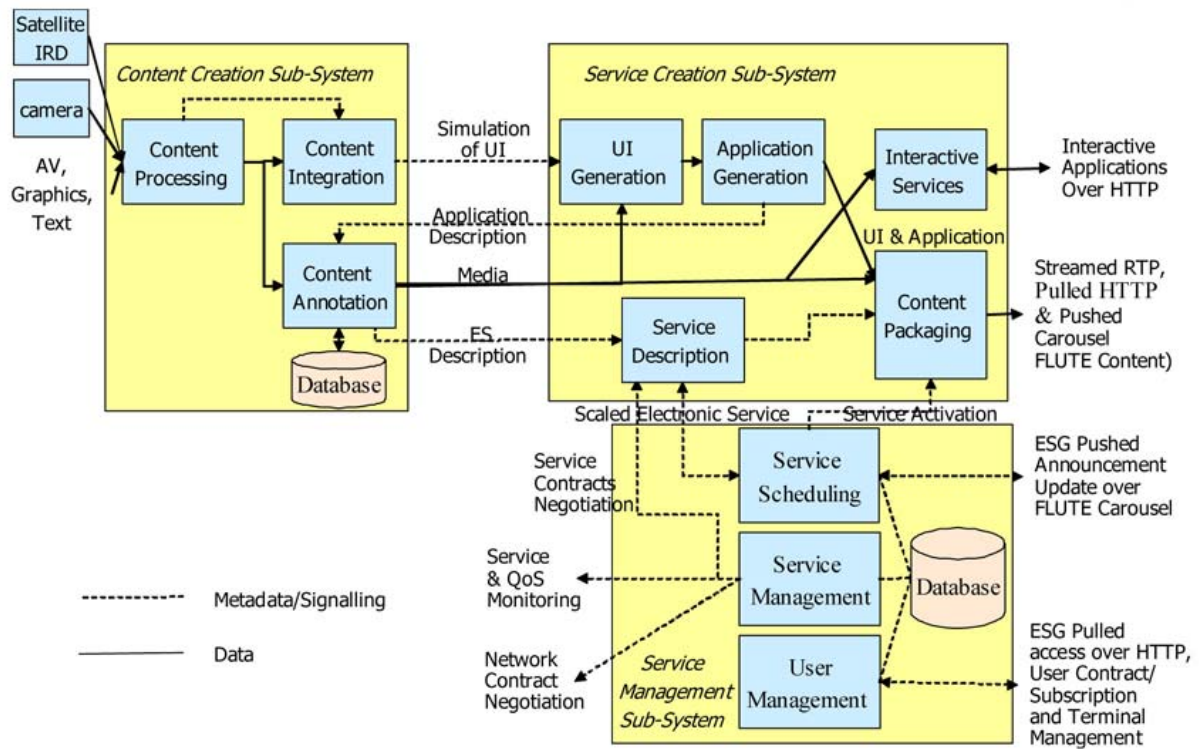 Satellite
IRD
camera
AV,
Graphics,
Text
Content Creation Sub-System
Content
Processing
Content
Integration
Content
Annotation
Database
Simulation
of UI
Application
Description
Media
ES
Description
Service Creation Sub-System
UI
Generation
Application
Generation
Interactive
Services
UI & Application
Content
Packaging
Service
Description
Interactive
Applications
Over HTTP
Streamed RTP,
Pulled HTTP
& Pushed
Carousel
FLUTE Content)
Scaled Electronic Service
Service Activation
Service
Contracts
Negotiation
Service
Scheduling
Service
Management
User
Management
Database
Service
Management
Sub-System
Service
& QoS
Monitoring
Network
Contract
Negotiation
ESG Pushed
Announcement
Update over
FLUTE Carousel
ESG Pulled
access over HTTP,
User Contract/
Subscription
and Terminal
Management
Metadata/Signalling
Data